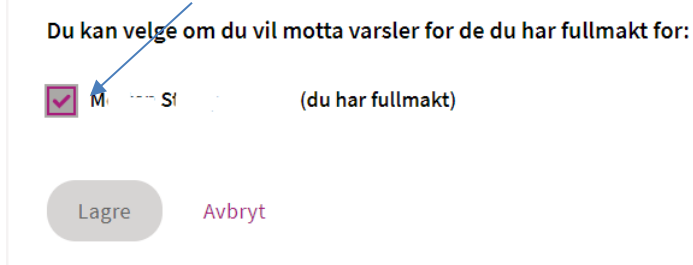 Du kan velge om du vil motta varsler for de du har fullmakt for:
(du har fullmakt)
Lagre
Avbryt